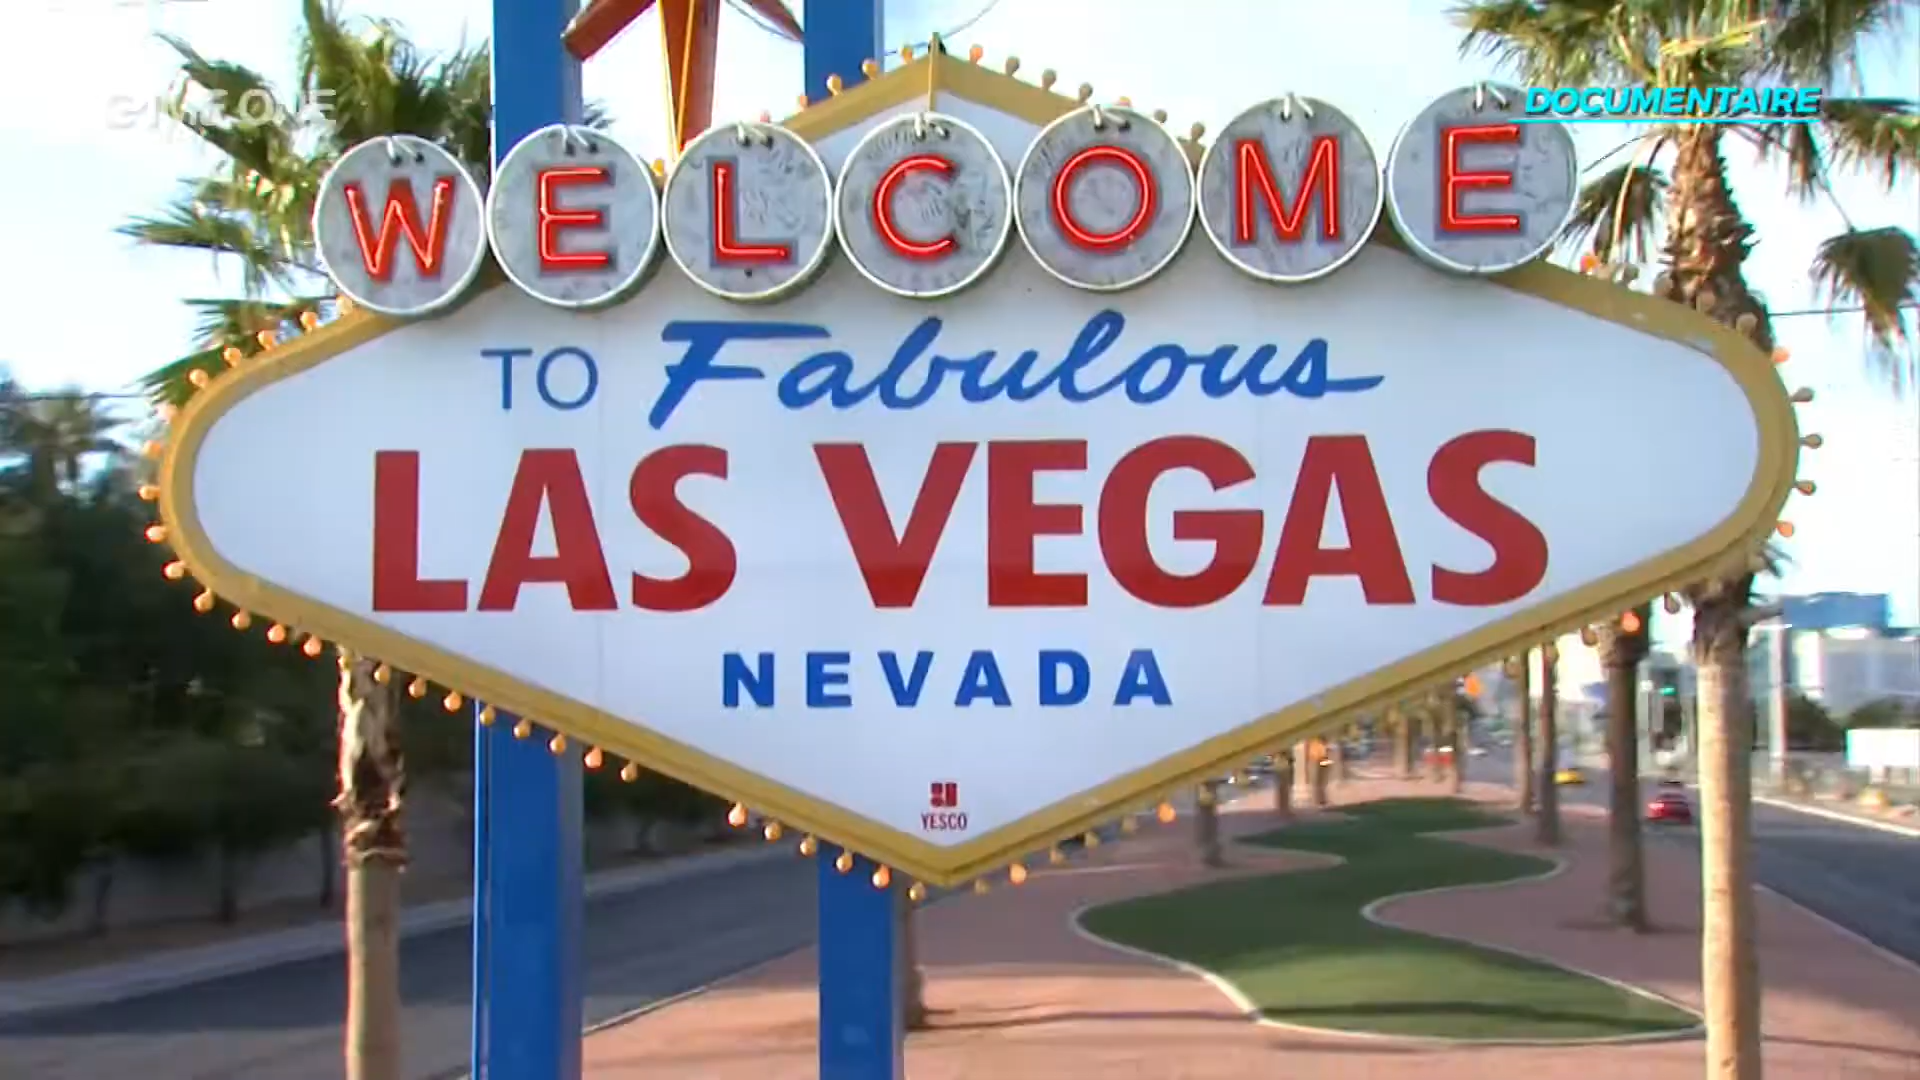 DOCUMENTAIRE
WELCOME
TO Fabulous
LAS VEGAS
NEVADA
YESCO